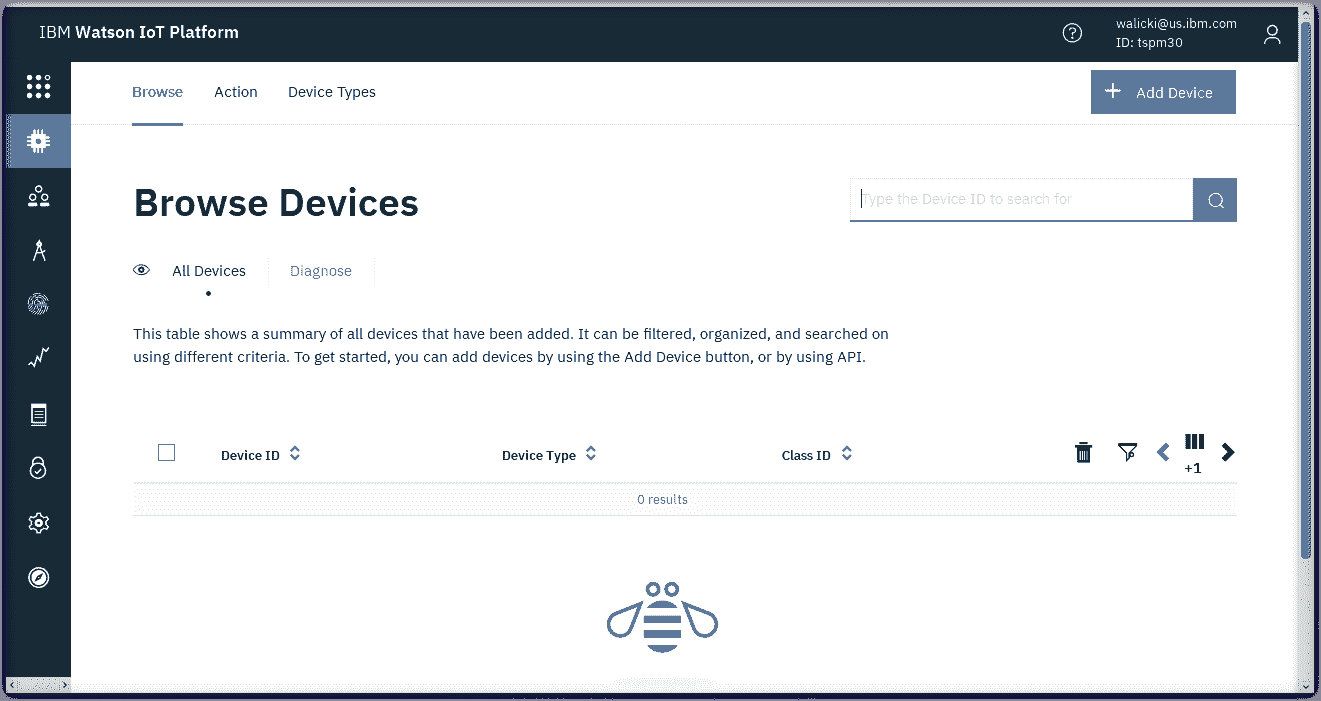 IBM Watson IoT Platform
walicki@us.ibm.com
ID: tspm30
Browse
Action
Device Types
Add Device
Browse Devices
Type the Device ID to search for
All Devices
Diagnose
This table shows a summary of all devices that have been added. It can be filtered, organized, and searched on
using different criteria. To get started, you can add devices by using the Add Device button, or by using API.
Device ID
Device Type
Class ID
+1
0 results